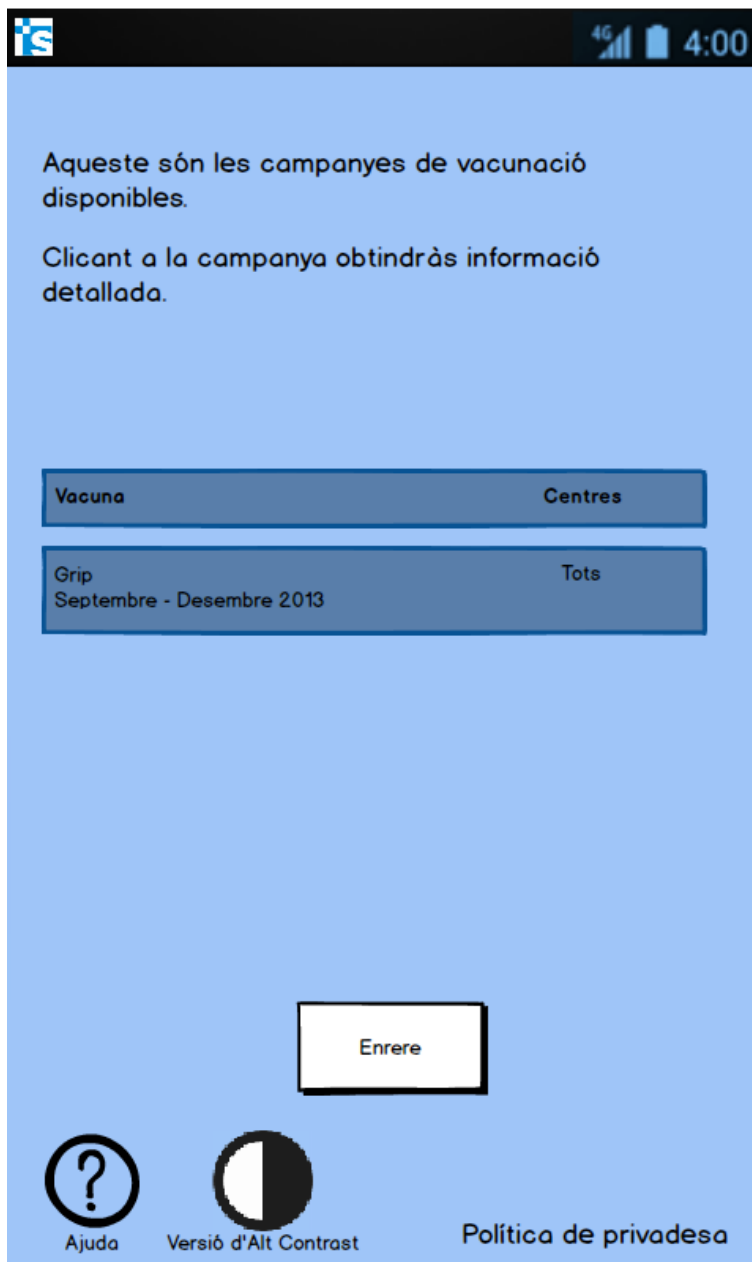 is
4G 4:00
Aqueste són les campanyes de vacunació
disponibles.
Clicant a la campanya obtindràs informació
detallada.
Vacuna Centres
Grip Tots
Septembre - Desembre 2013
Enrere
?
Ajuda Versió d'Alt Contrast Política de privadesa